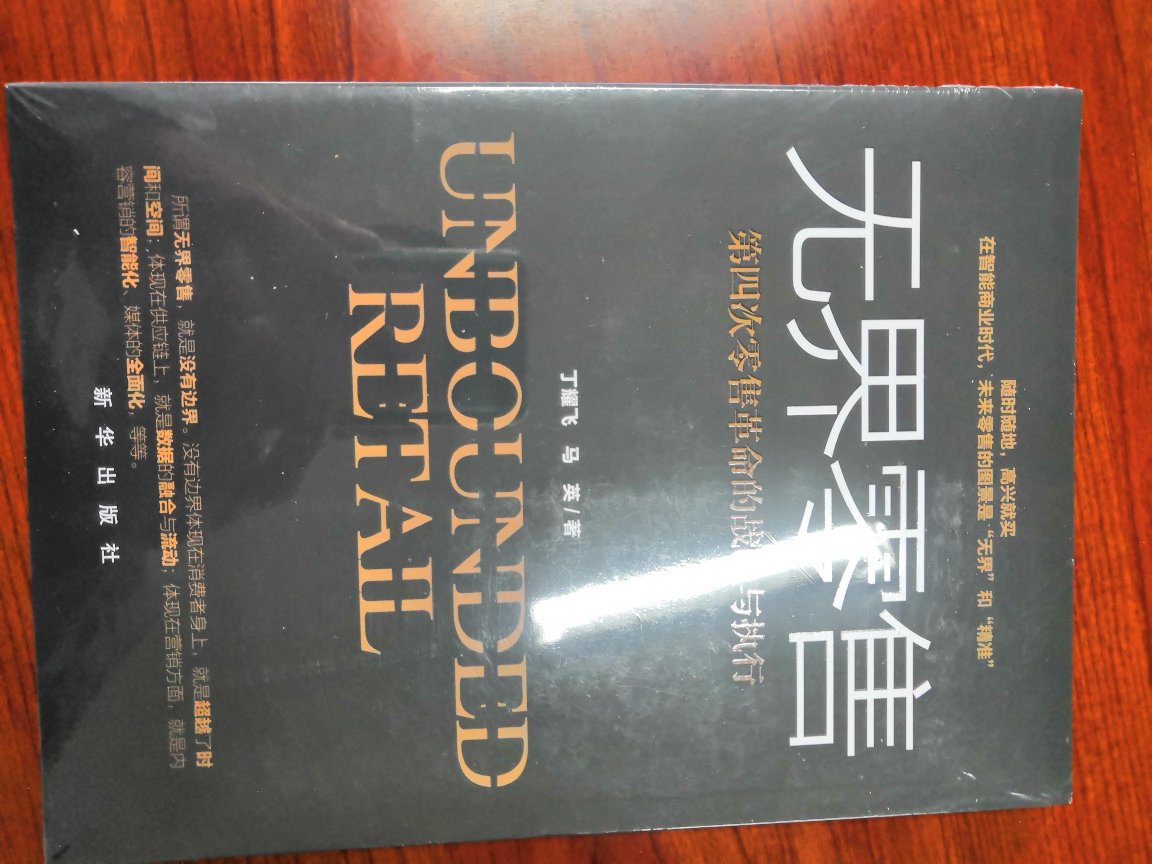 随时随地，高兴就买
在智能商业时代，未来零售的图景是“无界”和“精准”
无界零售
第四次零售革命的战 与执行
丁耀飞 马 英/著
UNBOUNDED
RETAIL
所谓无界零售，就是没有边界。没有边界体现在消费者身上，就是超越了时
间和空间；体现在供应链上，就是数据的融合与流动；体现在营销方面，就是内
容营销的智能化、媒体的全面化，等等。
新华出版社